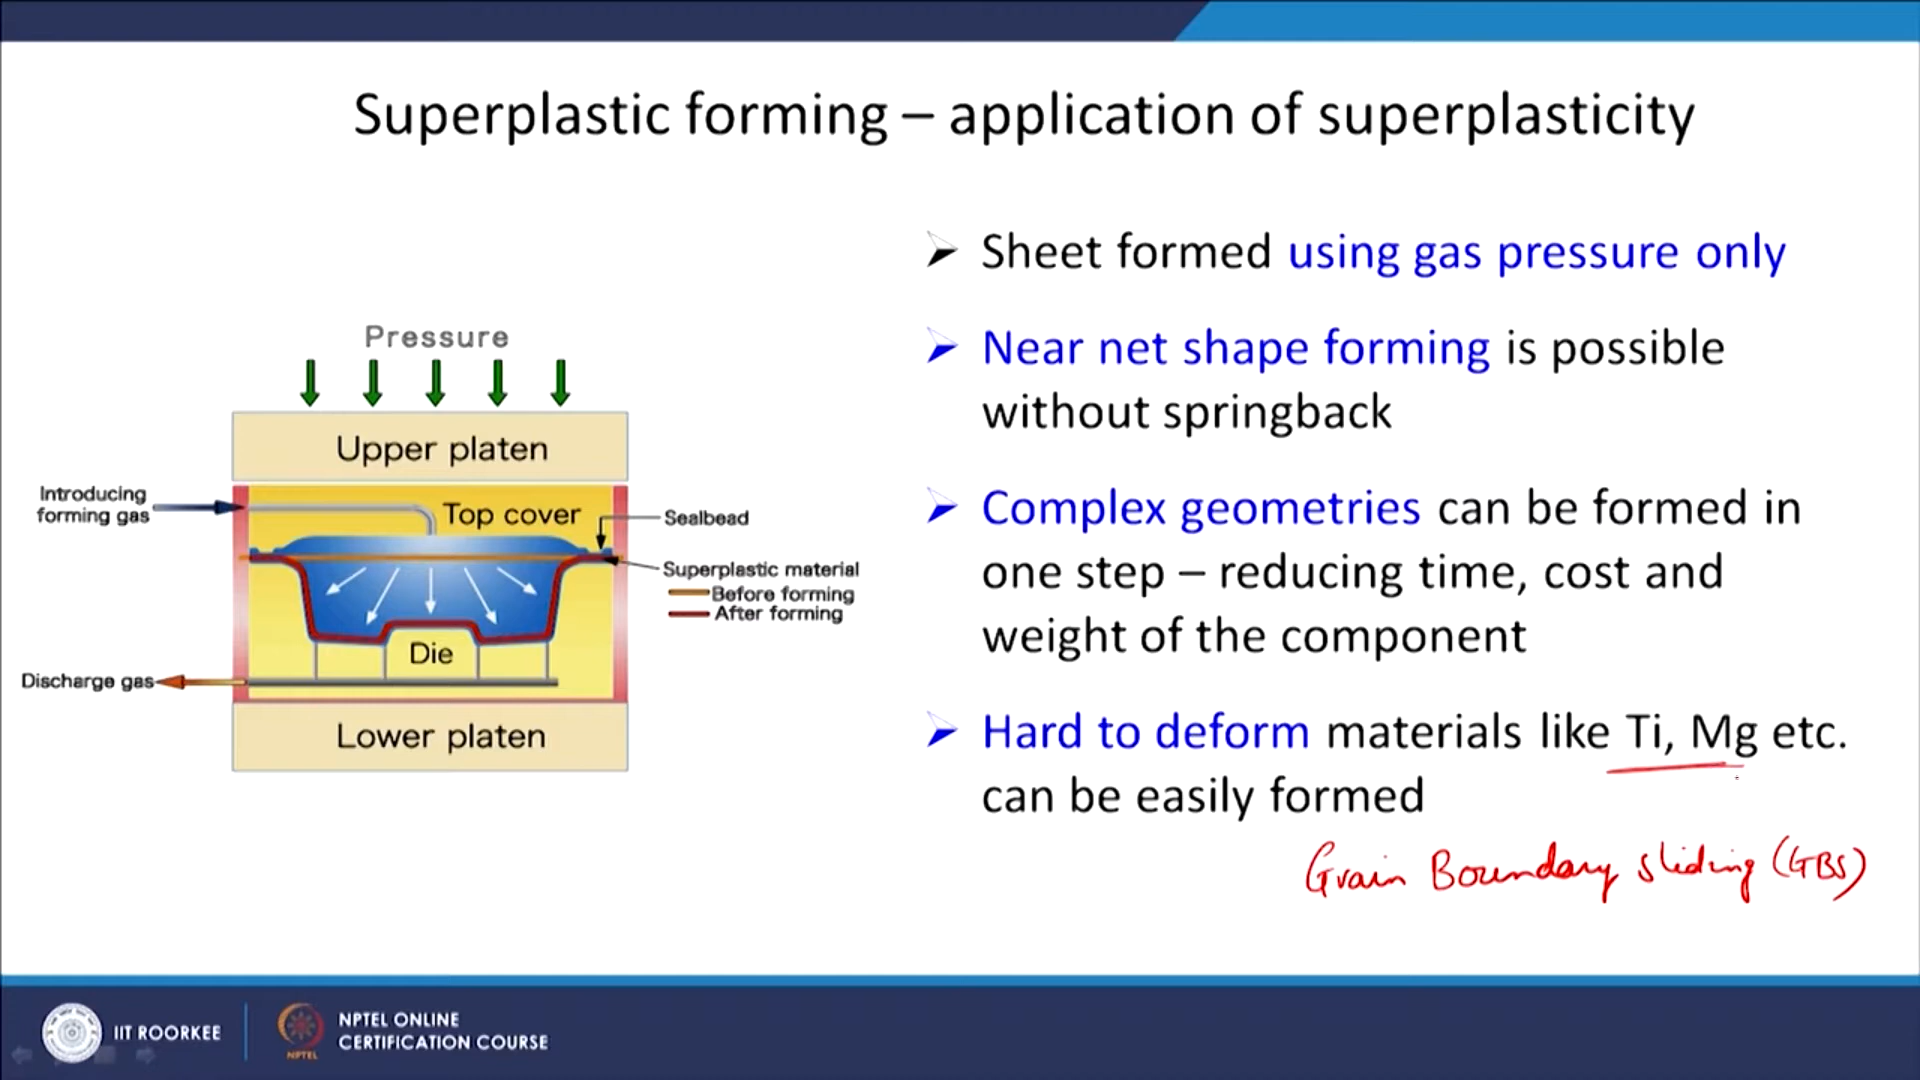 Superplastic forming – application of superplasticity
Pressure
Upper platen
Introducing
forming gas
Top cover
Sealbead
Superplastic material
Before forming
After forming
Die
Discharge gas
Lower platen
Sheet formed using gas pressure only
Near net shape forming is possible
without springback
Complex geometries can be formed in
one step – reducing time, cost and
weight of the component
Hard to deform materials like Ti, Mg etc.
can be easily formed
Grain Boundary sliding (GBS)
IIT ROORKEE
NPTEL
NPTEL ONLINE
CERTIFICATION COURSE